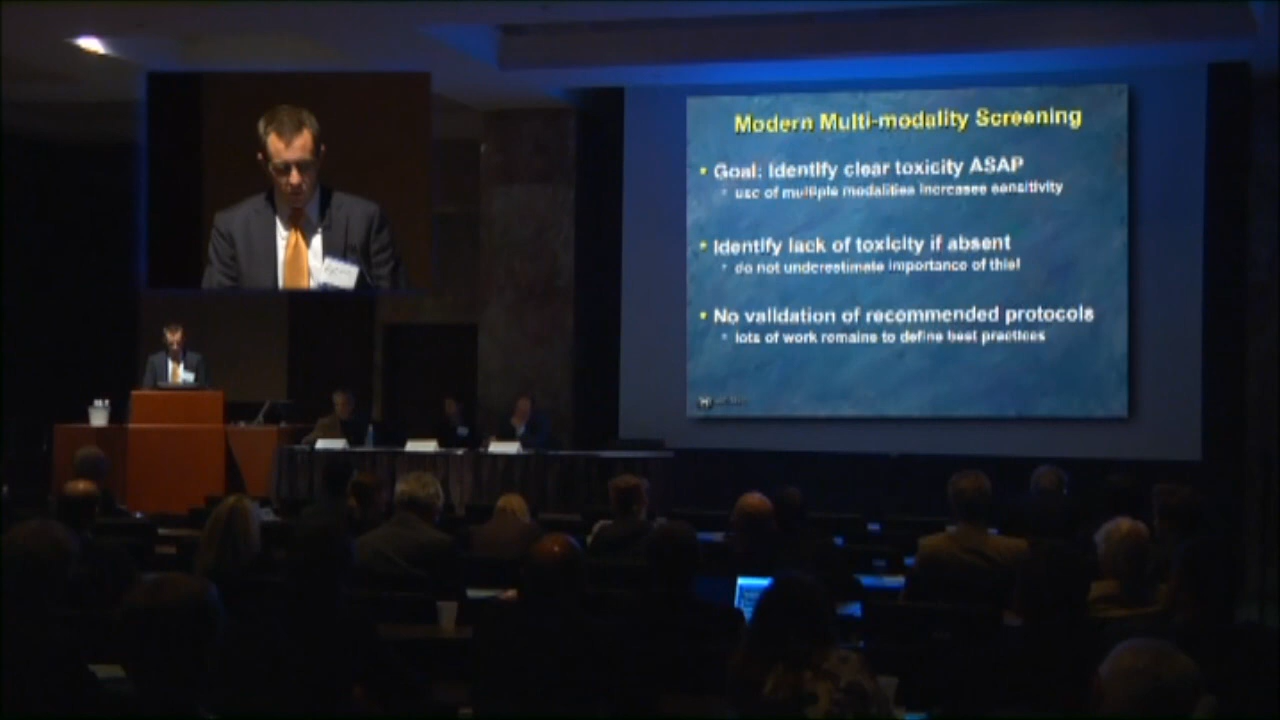 Modern Multi-modality Screening
Goal: Identify clear toxicity ASAP
use of multiple modalities increases sensitivity
Identify lack of toxicity if absent
do not underestimate importance of this!
No validation of recommended protocols
lots of work remains to define best practices